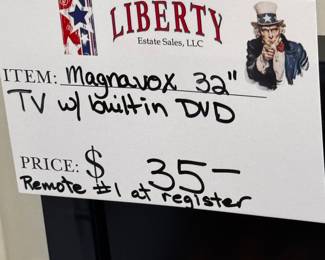 LIBERTY
Estate Sales, LLC
ITEM: Magnavox 32"
TV w/ builtin DVD
PRICE: $ 35-
Remote #1 at register